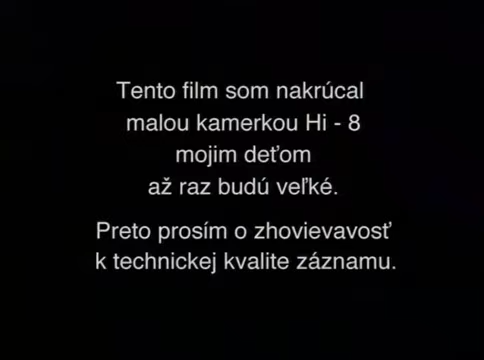 Tento film som nakrúcal
malou kamerkou Hi - 8
mojim deťom
až raz budú veľké.
Preto prosím o zhovievavosť
k technickej kvalite záznamu.